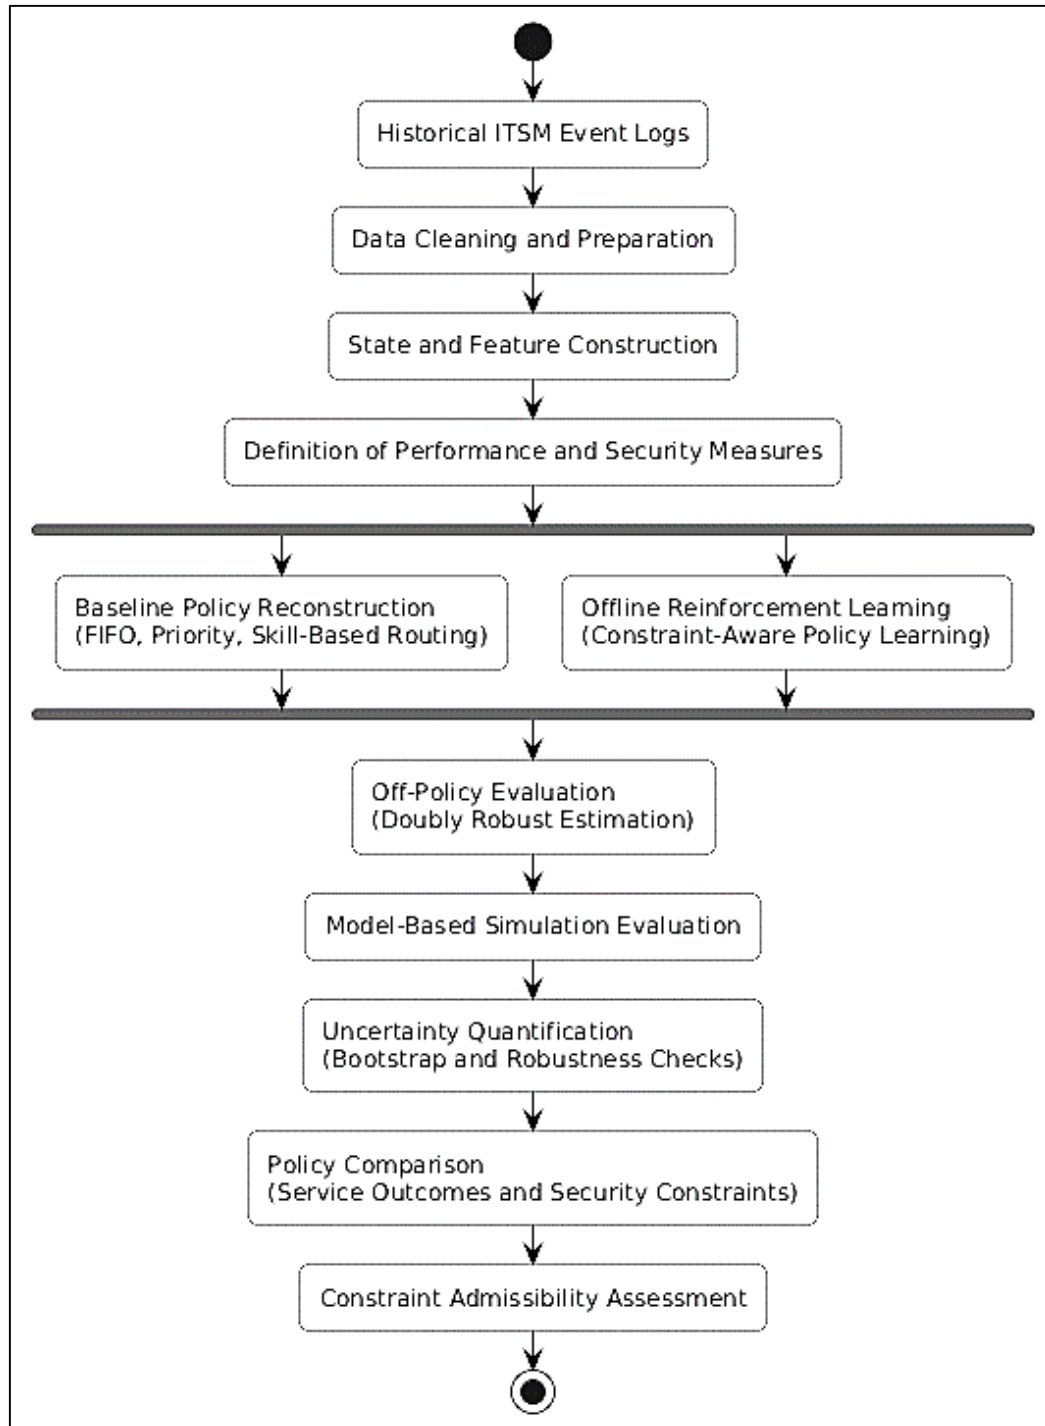 Historical ITSM Event Logs
Data Cleaning and Preparation
State and Feature Construction
Definition of Performance and Security Measures
Baseline Policy Reconstruction
(FIFO, Priority, Skill-Based Routing)
Offline Reinforcement Learning
(Constraint-Aware Policy Learning)
Off-Policy Evaluation
(Doubly Robust Estimation)
Model-Based Simulation Evaluation
Uncertainty Quantification
(Bootstrap and Robustness Checks)
Policy Comparison
(Service Outcomes and Security Constraints)
Constraint Admissibility Assessment